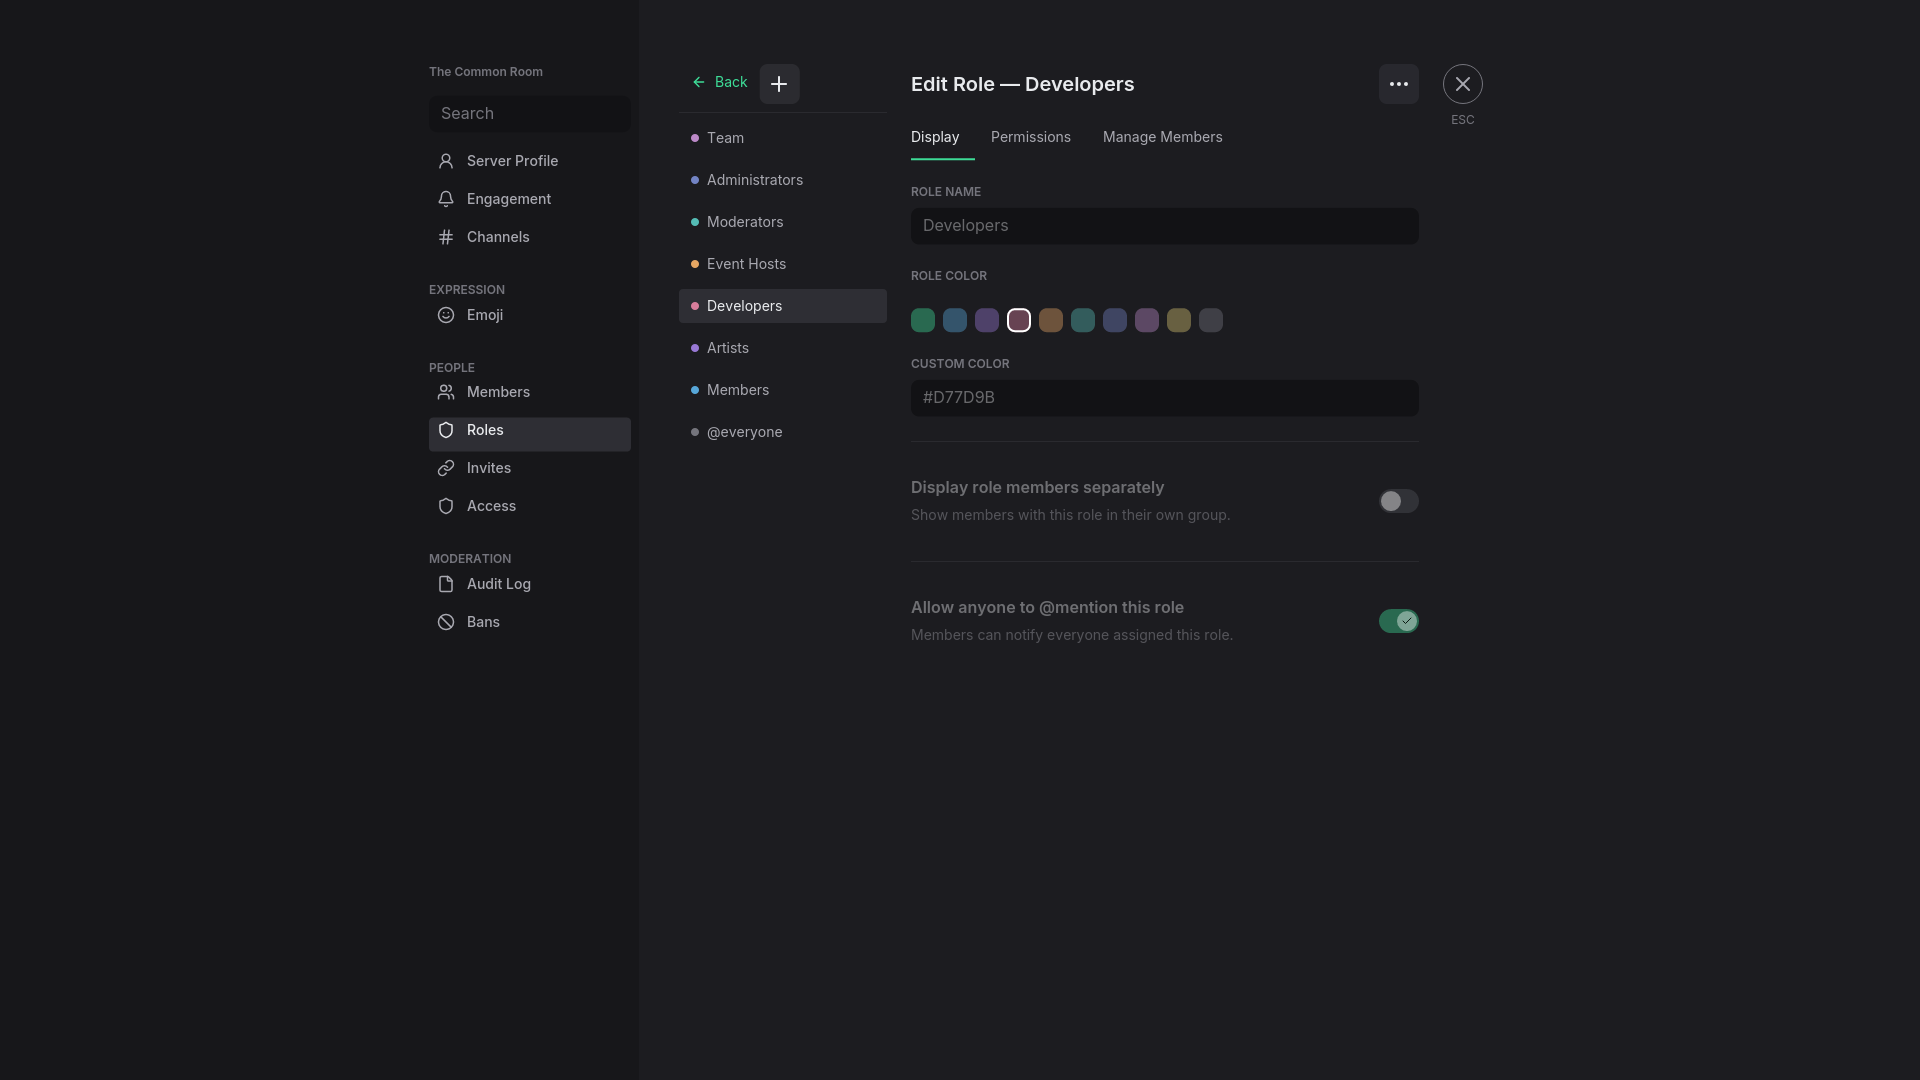 The Common Room
Search
Server Profile
Engagement
Channels
EXPRESSION
Emoji
PEOPLE
Members
Roles
Invites
Access
MODERATION
Audit Log
Bans
Back
Team
Administrators
Moderators
Event Hosts
Developers
Artists
Members
@everyone
Edit Role — Developers
ESC
Display Permissions Manage Members
ROLE NAME
Developers
ROLE COLOR
CUSTOM COLOR
#D77D9B
Display role members separately
Show members with this role in their own group.
Allow anyone to @mention this role
Members can notify everyone assigned this role.